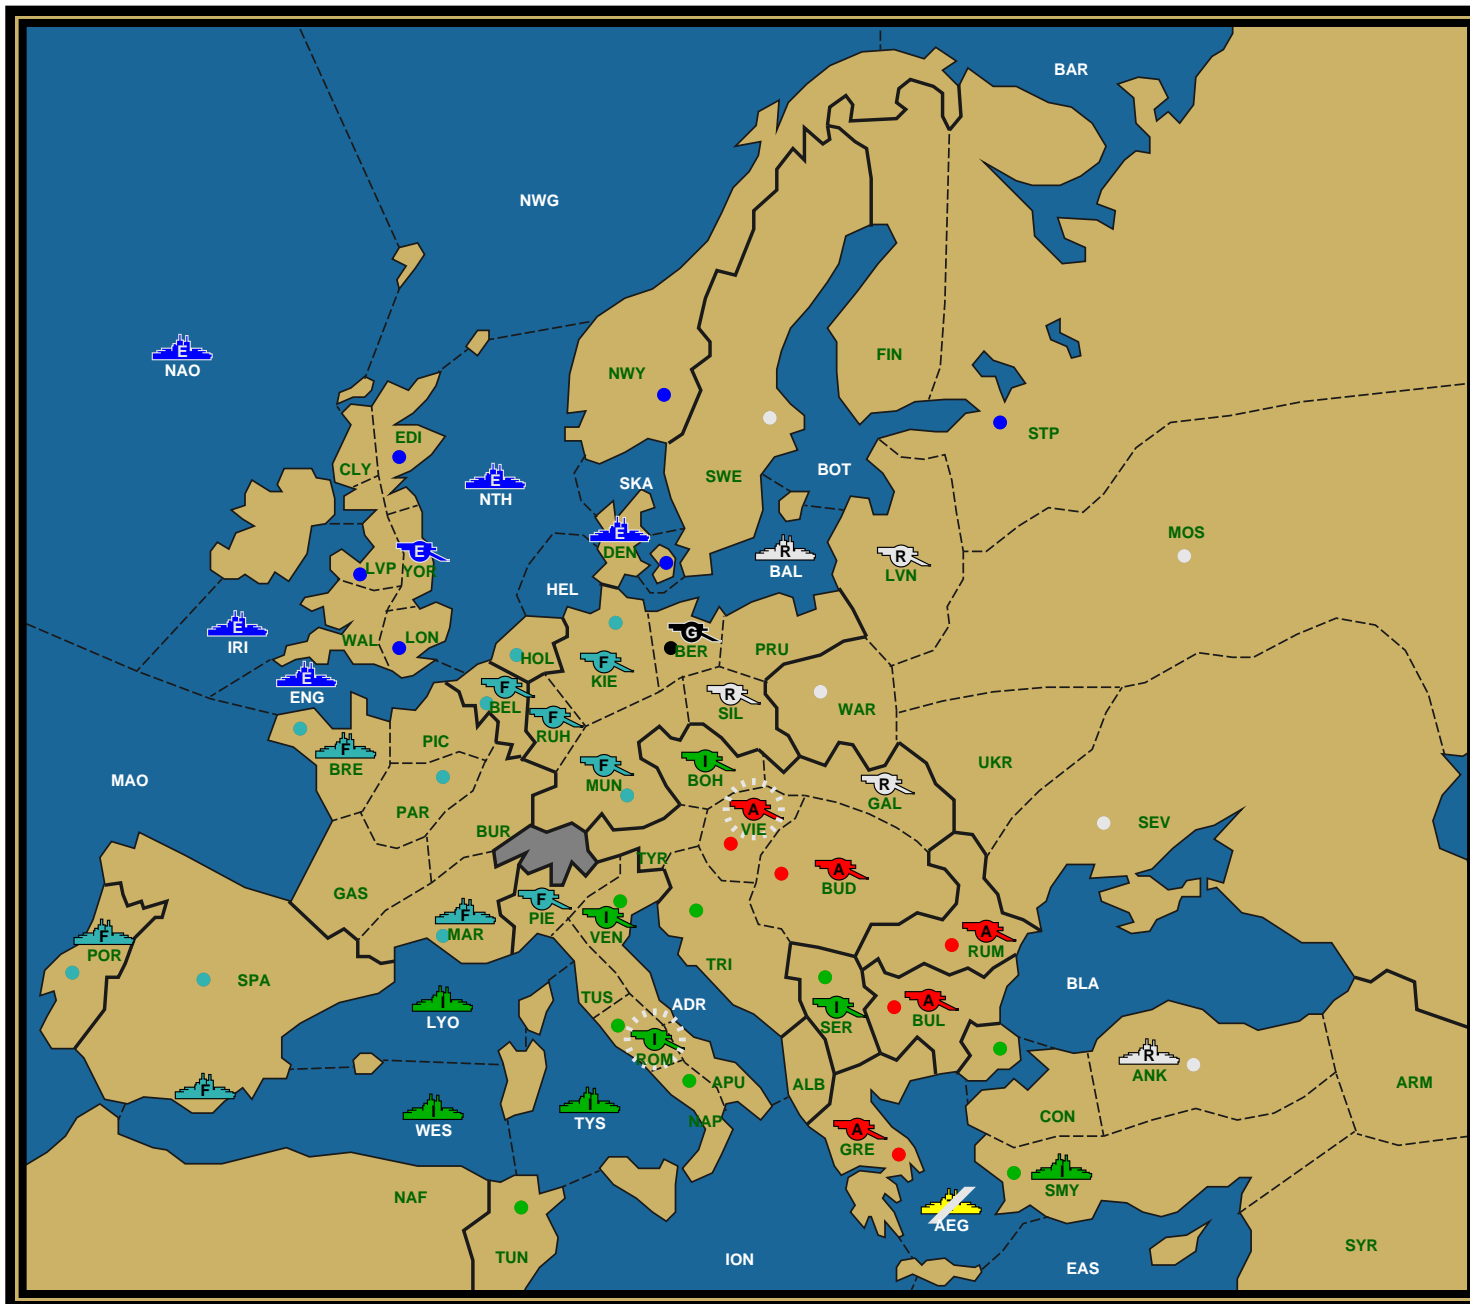 BAR
NWG
E
NAO
FIN
NWY
EDI
STP
CLY
SWE
BOT
E
NTH
SKA
MOS
E
DEN
R
BAL
R
LVN
E
YOR
LVP
HEL
E
IRI
WAL
LON
G
BER
PRU
HOL
F
KIE
E
ENG
F
BEL
R
SIL
WAR
F
RUH
PIC
F
BRE
I
BOH
UKR
MAO
F
MUN
R
GAL
PAR
A
VIE
SEV
BUR
TYR
A
BUD
GAS
F
PIE
F
MAR
I
VEN
F
POR
A
RUM
SPA
TRI
BLA
TUS
ADR
I
LYO
I
SER
A
BUL
I
ROM
R
ANK
F
APU
ALB
ARM
I
WES
I
TYS
NAP
CON
A
GRE
I
SMY
NAF
AEG
TUN
ION
EAS
SYR